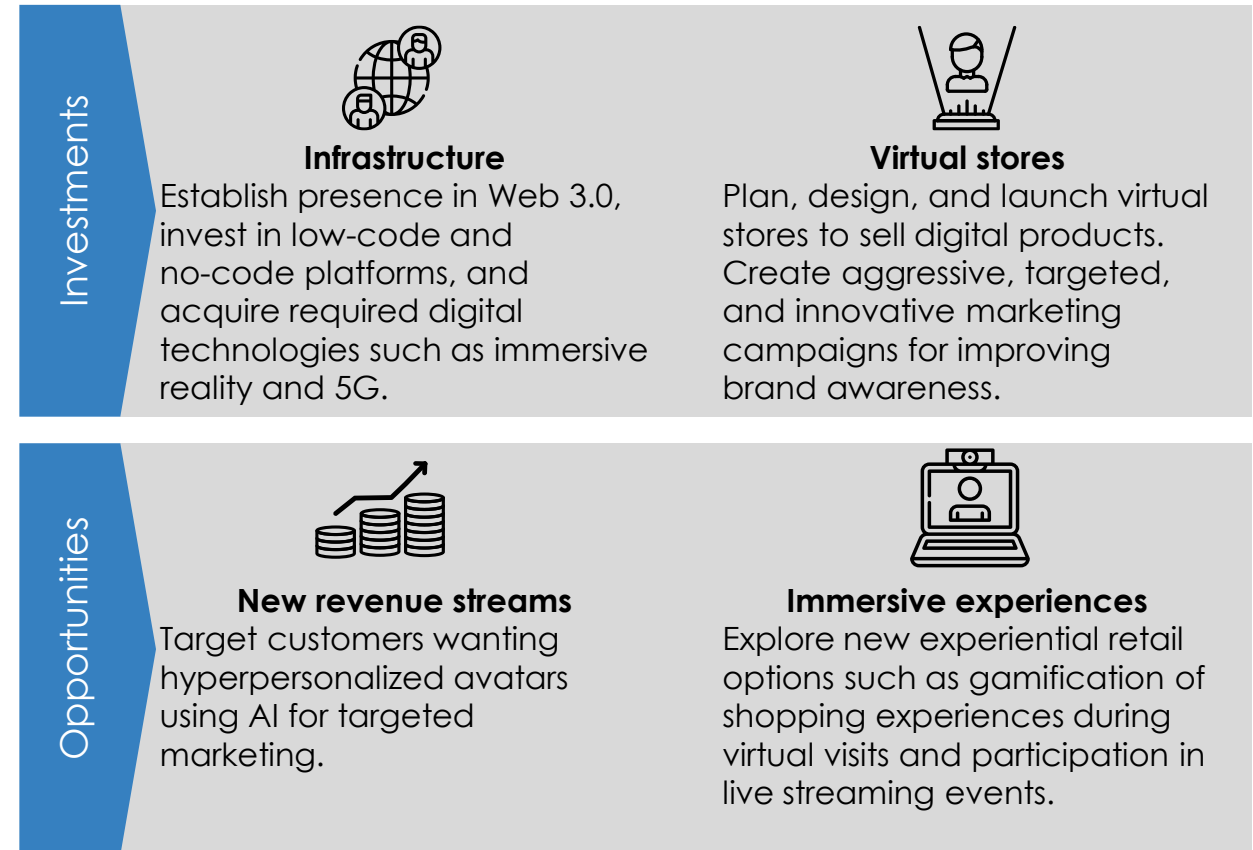 Investments
Infrastructure
Establish presence in Web 3.0,
invest in low-code and
no-code platforms, and
acquire required digital
technologies such as immersive
reality and 5G.
Virtual stores
Plan, design, and launch virtual
stores to sell digital products.
Create aggressive, targeted,
and innovative marketing
campaigns for improving
brand awareness.
Opportunities
New revenue streams
Target customers wanting
hyperpersonalized avatars
using AI for targeted
marketing.
Immersive experiences
Explore new experiential retail
options such as gamification of
shopping experiences during
virtual visits and participation in
live streaming events.